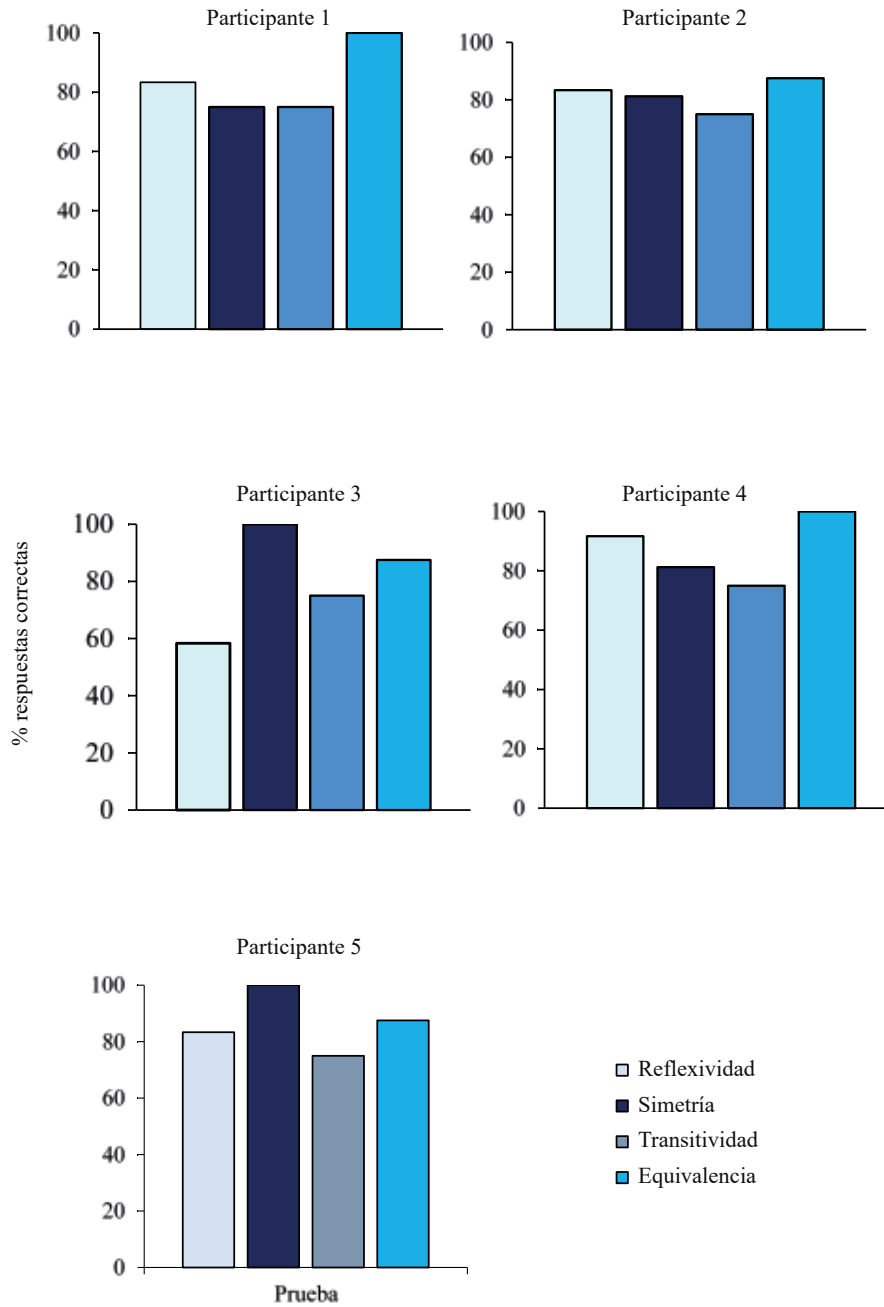 Participante 1
100
80
60
40
20
0
Participante 2
100
80
60
40
20
0
% respuestas correctas
Participante 3
100
80
60
40
20
0
Participante 4
100
80
60
40
20
0
Participante 5
100
80
60
40
20
0
Prueba
Reflexividad
Simetría
Transitividad
Equivalencia